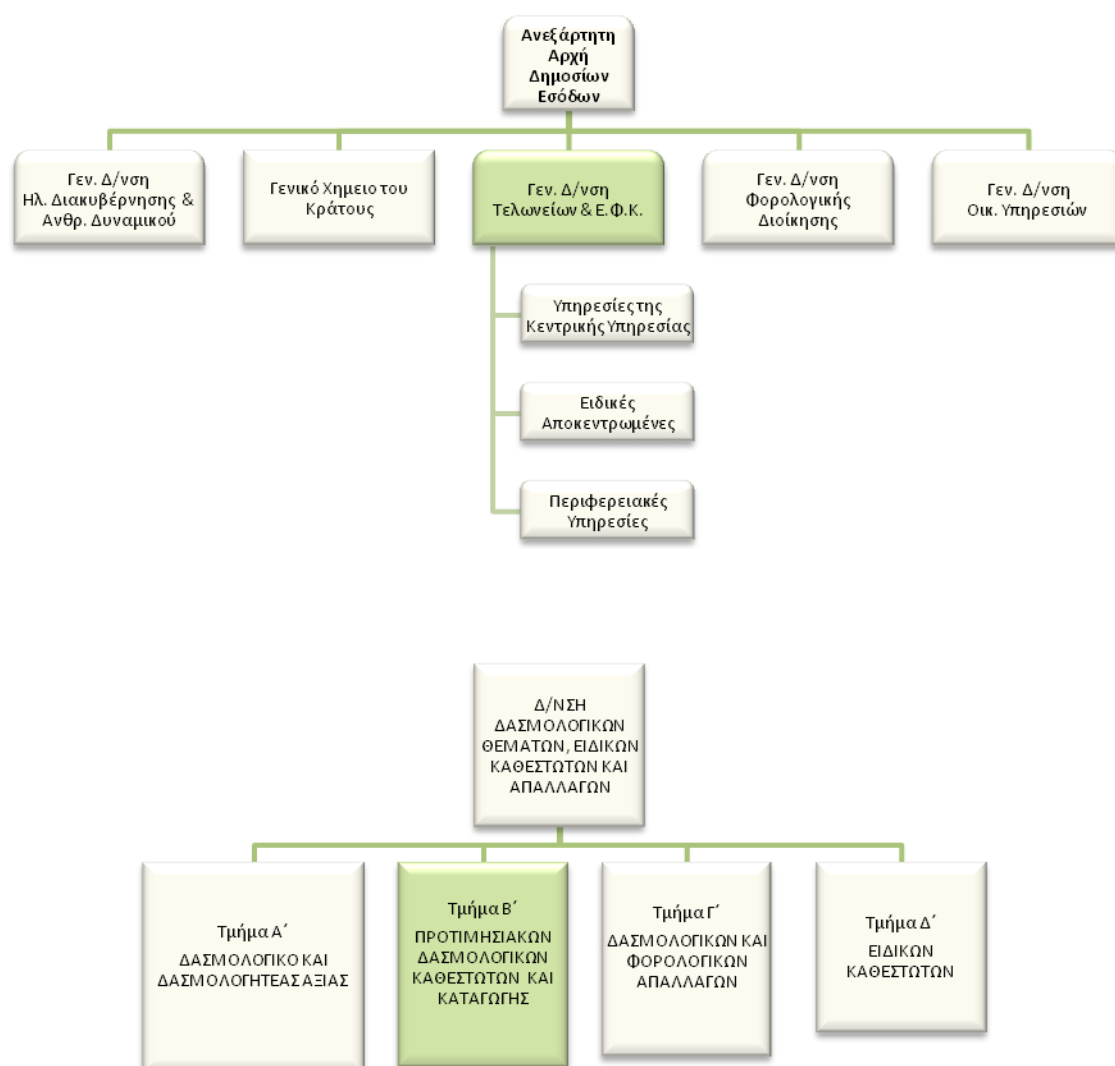 Ανεξάρτητη
Αρχή
Δημοσίων
Εσόδων
Γεν. Δ/νση
Ηλ. Διακυβέρνησης &
Ανθρ. Δυναμικού
Γενικό Χημειο του
Κράτους
Γεν. Δ/νση
Τελωνείων & Ε.Φ.Κ.
Γεν. Δ/νση
Φορολογικής
Διοίκησης
Γεν. Δ/νση
Οικ. Υπηρεσιών
Υπηρεσίες της
Κεντρικής Υπηρεσίας
Ειδικές
Αποκεντρωμένες
Περιφερειακές
Υπηρεσίες
Δ/ΝΣΗ
ΔΑΣΜΟΛΟΓΙΚΩΝ
ΘΕΜΑΤΩΝ, ΕΙΔΙΚΩΝ
ΚΑΘΕΣΤΩΤΩΝ ΚΑΙ
ΑΠΑΛΛΑΓΩΝ
Τμήμα Α΄
ΔΑΣΜΟΛΟΓΙΚΟ ΚΑΙ
ΔΑΣΜΟΛΟΓΗΤΕΑΣ ΑΞΙΑΣ
Τμήμα Β΄
ΠΡΟΤΙΜΗΣΙΑΚΩΝ
ΔΑΣΜΟΛΟΓΙΚΩΝ
ΚΑΘΕΣΤΩΤΩΝ ΚΑΙ
ΚΑΤΑΓΩΓΗΣ
Τμήμα Γ΄
ΔΑΣΜΟΛΟΓΙΚΩΝ ΚΑΙ
ΦΟΡΟΛΟΓΙΚΩΝ
ΑΠΑΛΛΑΓΩΝ
Τμήμα Δ΄
ΕΙΔΙΚΩΝ
ΚΑΘΕΣΤΩΤΩΝ